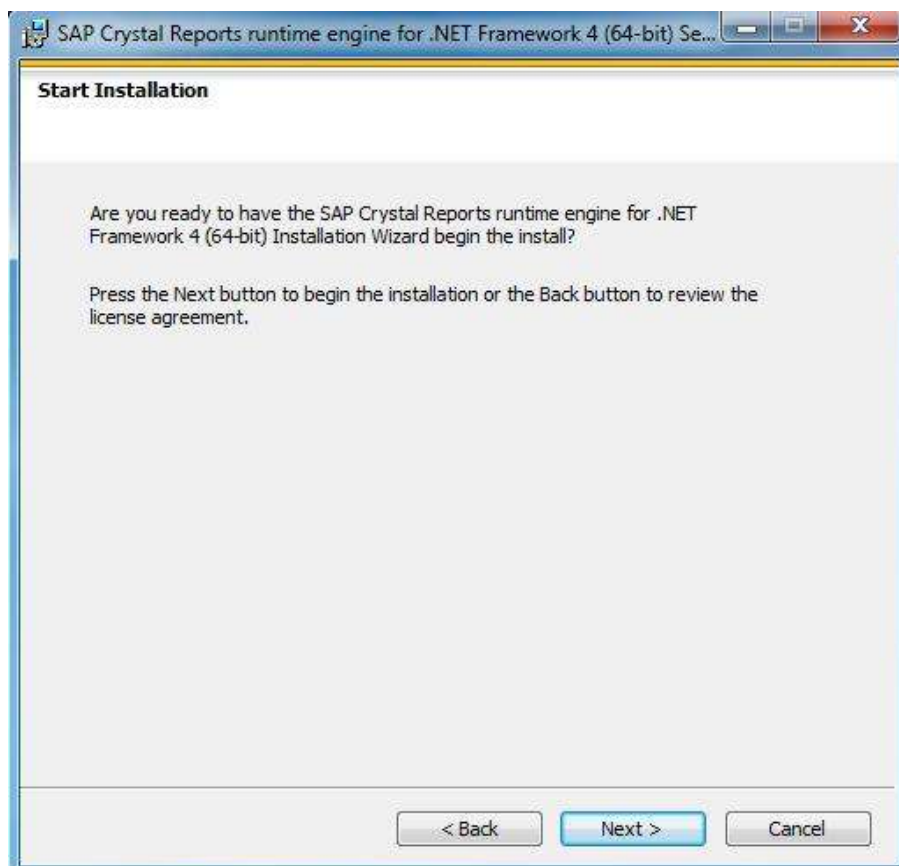 SAP Crystal Reports runtime engine for .NET Framework 4 (64-bit) Se...
Start Installation
Are you ready to have the SAP Crystal Reports runtime engine for .NET
Framework 4 (64-bit) Installation Wizard begin the install?
Press the Next button to begin the installation or the Back button to review the
license agreement.
< Back
Next >
Cancel